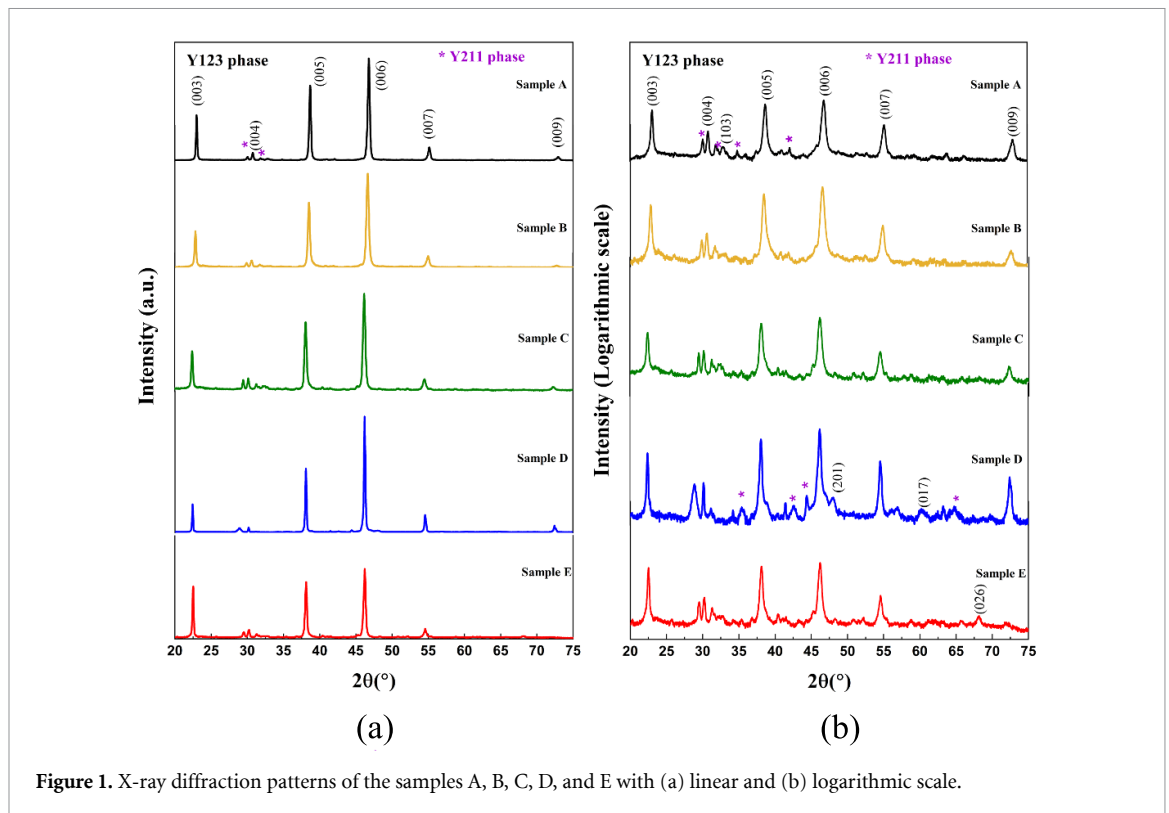 Y123 phase
* Y211 phase
Sample A
(003)
*
(004)
*
(005)
(006)
(007)
(009)
Sample B
Sample C
Sample D
Sample E
Intensity (a.u.)
20 25 30 35 40 45 50 55 60 65 70 75
2θ(°)
(a)
Y123 phase
* Y211 phase
Sample A
(003)
*
(004)
*
(103)
*
(005)
*
(006)
(007)
(009)
Sample B
Sample C
Sample D
*
*
*
(201)
(017)
*
Sample E
(026)
Intensity (Logarithmic scale)
20 25 30 35 40 45 50 55 60 65 70 75
2θ(°)
(b)
Figure 1. X-ray diffraction patterns of the samples A, B, C, D, and E with (a) linear and (b) logarithmic scale.